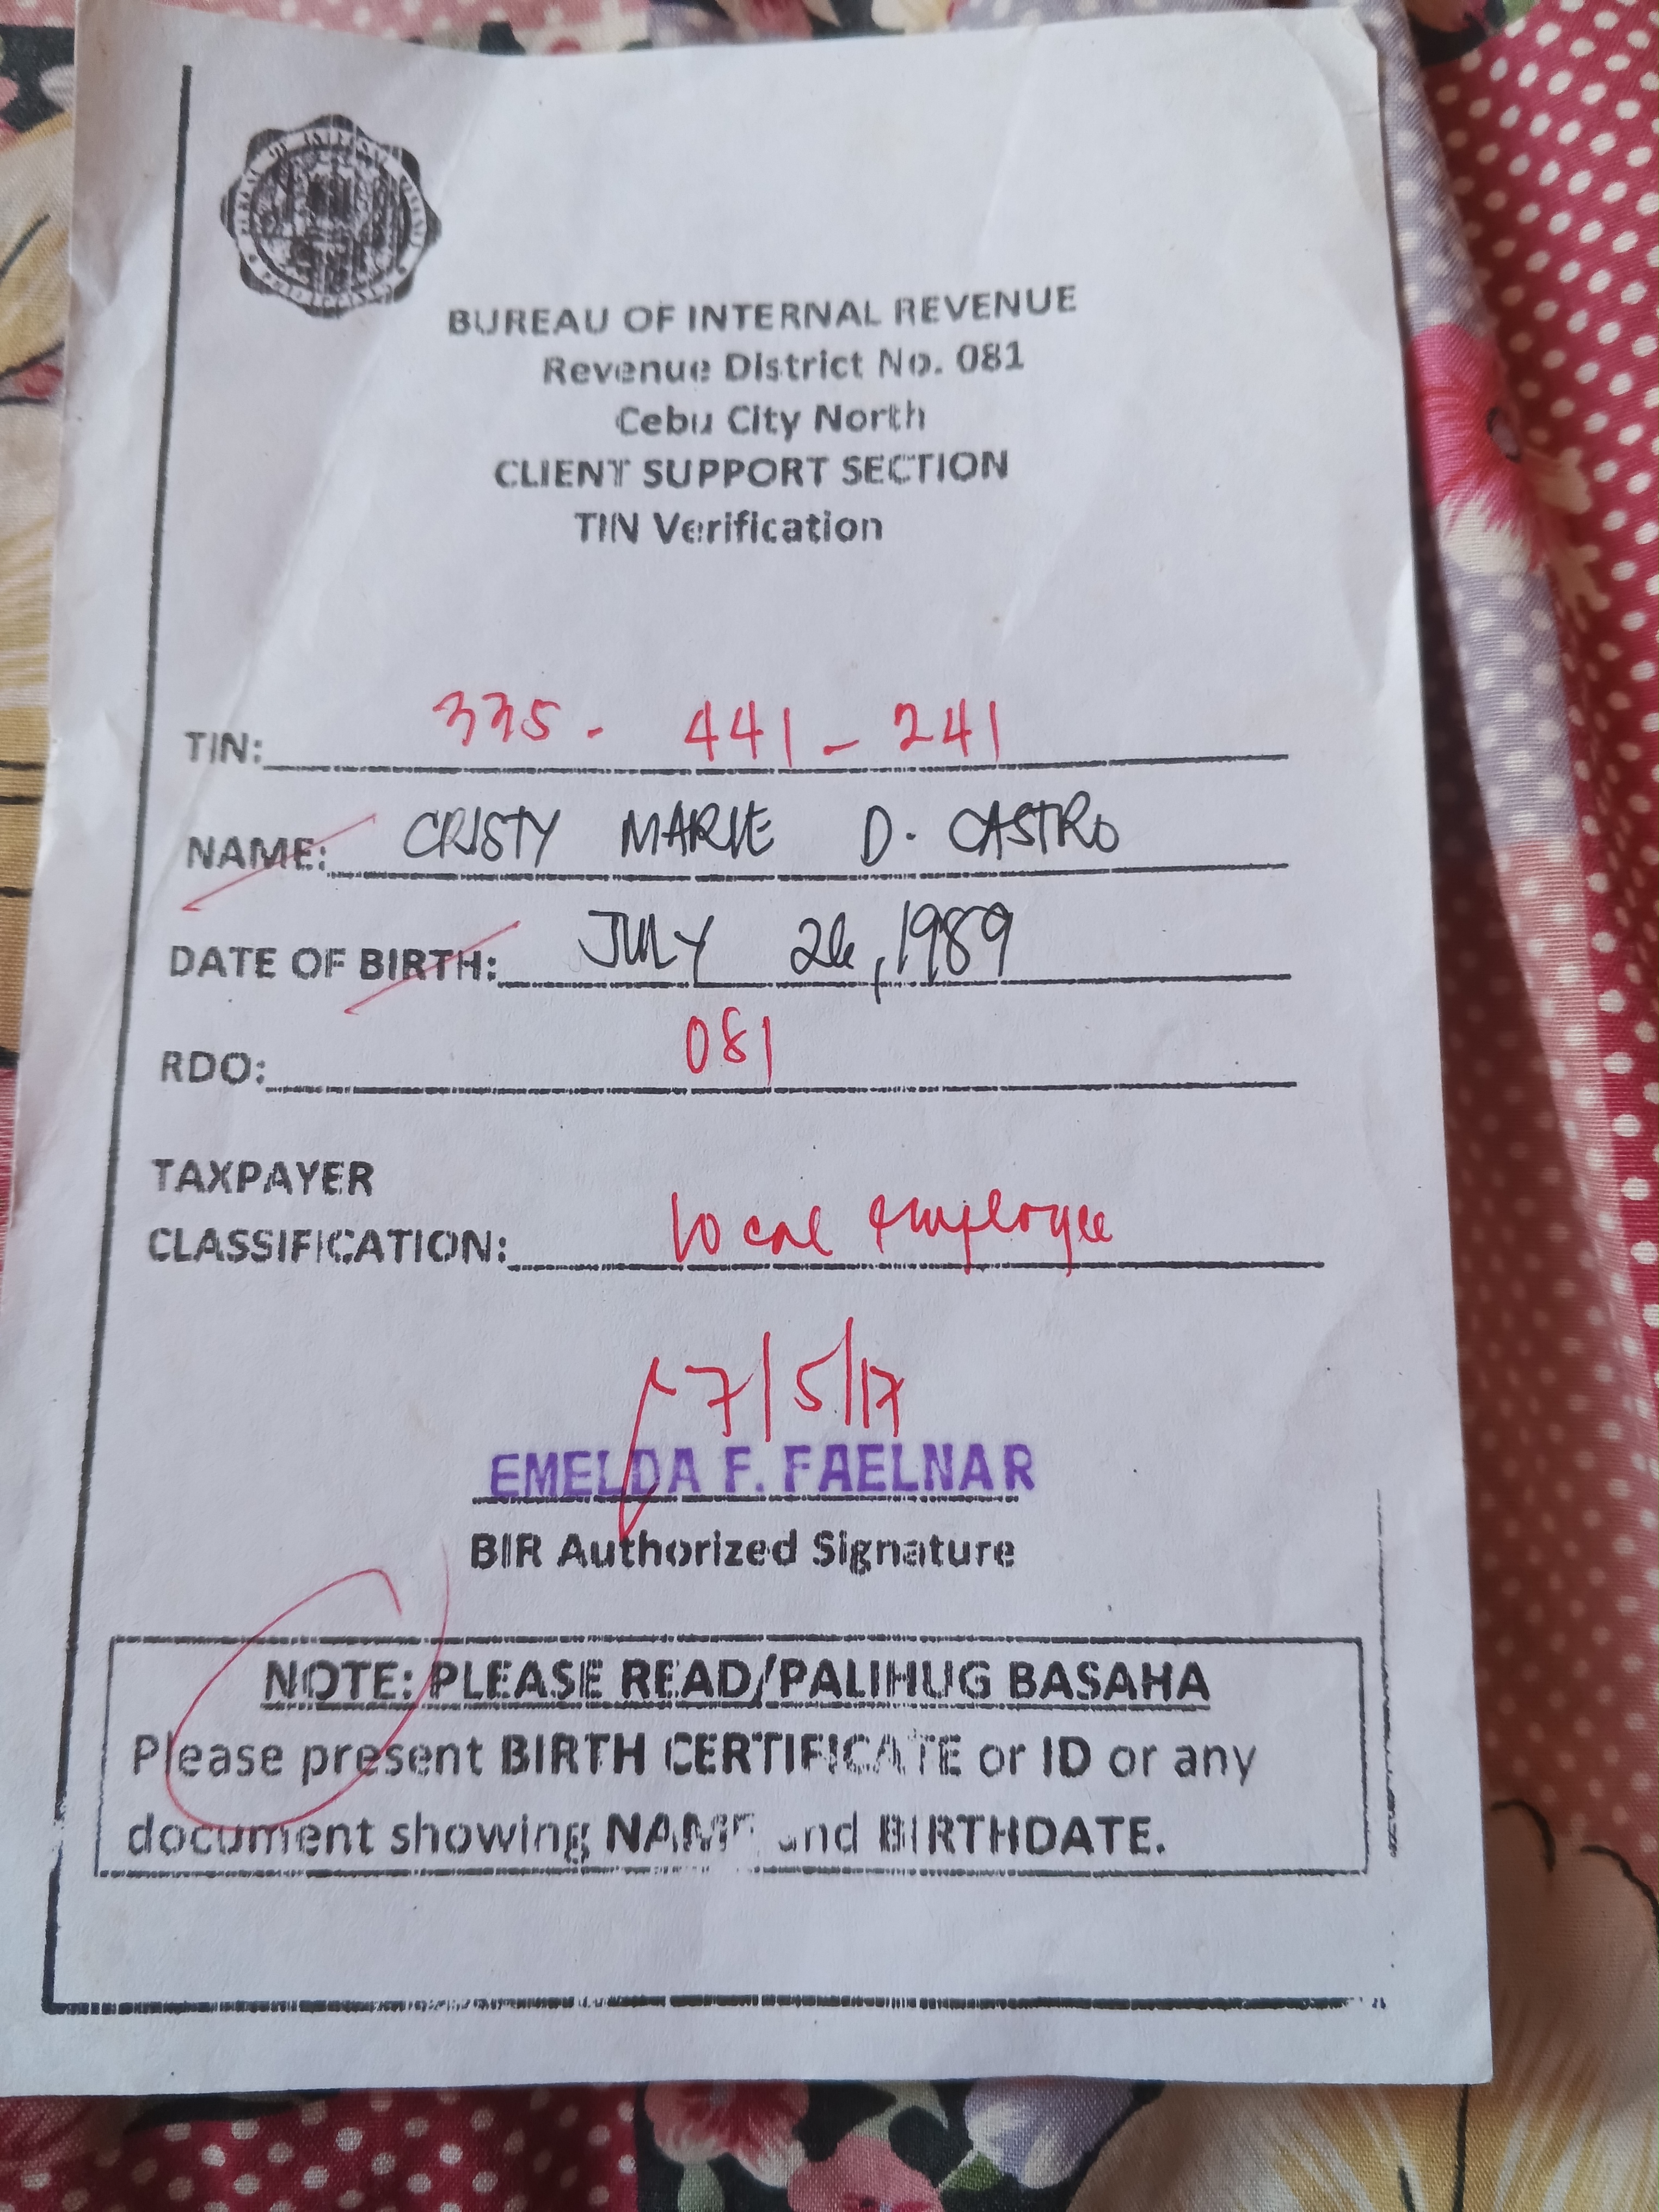 BUREAU OF INTERNAL REVENUE
Revenue District No. 081
Cebu City North
CLIENT SUPPORT SECTION
TIN Verification
TIN: 335 - 441 - 241
NAME: CRISTY MARIE D. CASTRO
DATE OF BIRTH: JULY 26, 1989
RDO: 081
TAXPAYER
CLASSIFICATION: local employee
7/5/17
EMELDA F. FAELNAR
BIR Authorized Signature
NOTE: PLEASE READ/PALIHUG BASAHA
Please present BIRTH CERTIFICATE or ID or any
document showing NAME and BIRTHDATE.